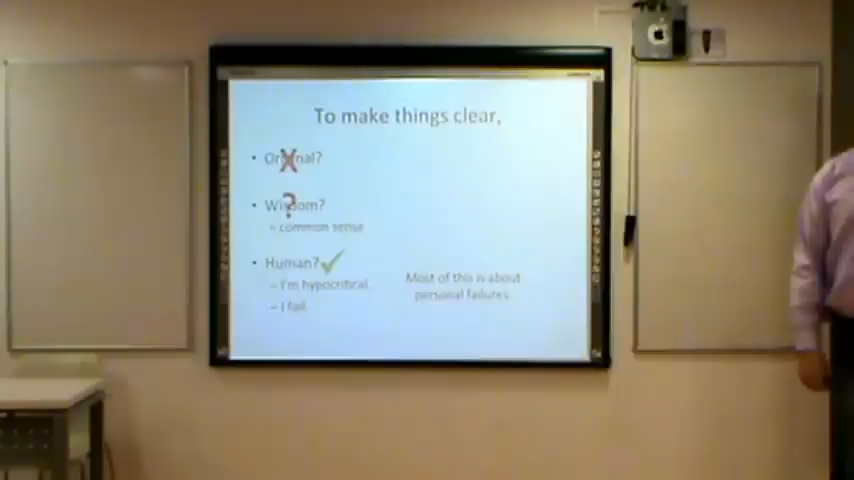 To make things clear,
• Original?
X
• Wisdom?
?
– common sense
• Human? ✓
– I'm hypocritical
– I fail
Most of this is about
personal failures